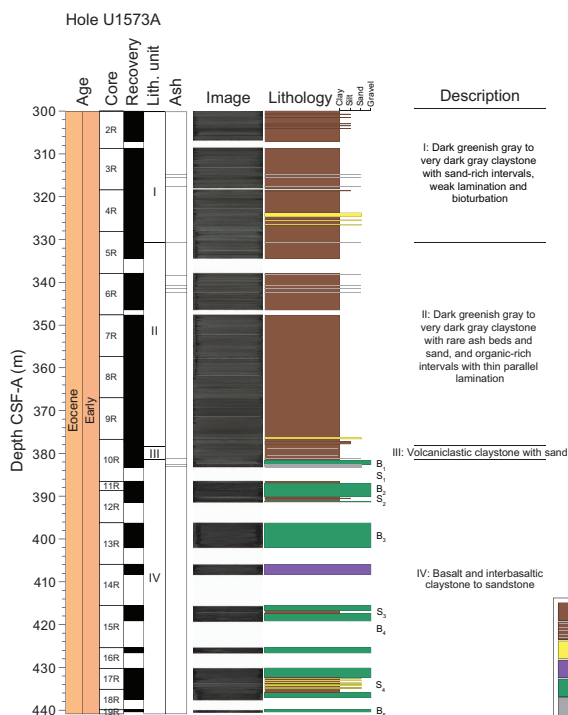 Hole U1573A
Age
Core
Recovery
Lith. unit
Ash
Image
Lithology
Clay
Silt
Sand
Gravel
Description
Depth CSF-A (m)
300
310
320
330
340
350
360
370
380
390
400
410
420
430
440
Eocene
Early
2R
3R
4R
5R
6R
7R
8R
9R
10R
11R
12R
13R
14R
15R
16R
17R
18R
19R
I
II
III
IV
B₁
S₁
B₂
S₂
B₃
S₃
B₄
S₄
I: Dark greenish gray to
very dark gray claystone
with sand-rich intervals,
weak lamination and
bioturbation
II: Dark greenish gray to
very dark gray claystone
with rare ash beds and
sand, and organic-rich
intervals with thin parallel
lamination
III: Volcaniclastic claystone with sand
IV: Basalt and interbasaltic
claystone to sandstone